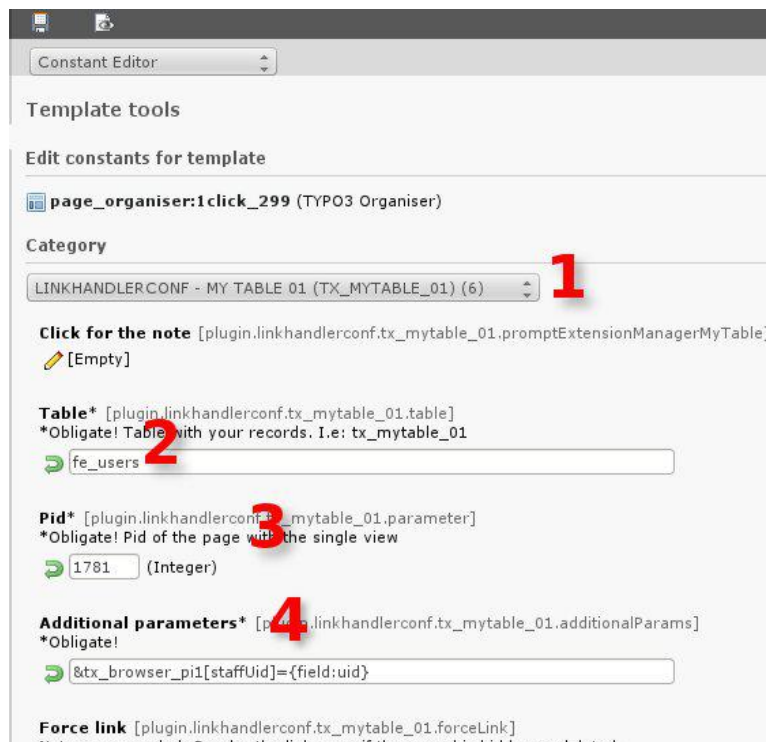 Constant Editor
Template tools
Edit constants for template
page_organiser:1click_299 (TYPO3 Organiser)
Category
LINKHANDLERCONF - MY TABLE 01 (TX_MYTABLE_01) (6)
1
Click for the note [plugin.linkhandlerconf.tx_mytable_01.promptExtensionManagerMyTable]
[Empty]
Table* [plugin.linkhandlerconf.tx_mytable_01.table]
*Obligate! Table with your records. I.e: tx_mytable_01
2
fe_users
Pid* [plugin.linkhandlerconf.tx_mytable_01.parameter]
3
*Obligate! Pid of the page with the single view
1781 (Integer)
Additional parameters* [plugin.linkhandlerconf.tx_mytable_01.additionalParams]
4
*Obligate!
&tx_browser_pi1[staffUid]={field:uid}
Force link [plugin.linkhandlerconf.tx_mytable_01.forceLink]